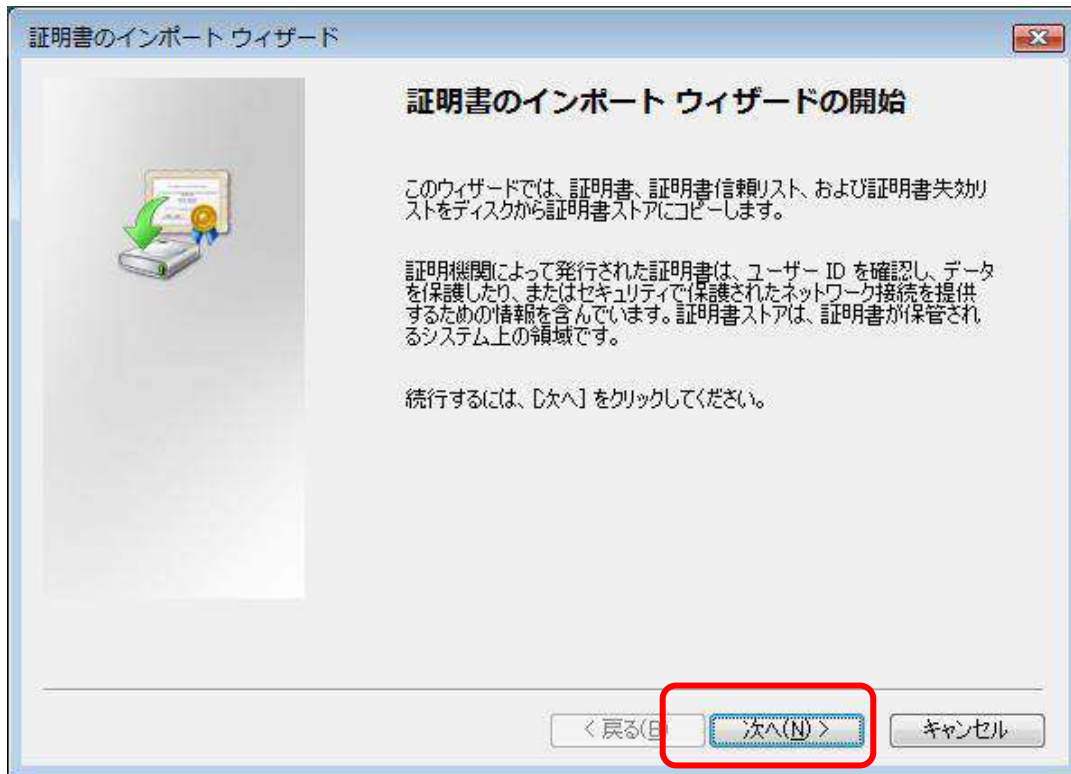 証明書のインポート ウィザード
証明書のインポート ウィザードの開始
このウィザードでは、証明書、証明書信頼リスト、および証明書失効リ
ストをディスクから証明書ストアにコピーします。
証明機関によって発行された証明書は、ユーザー ID を確認し、データ
を保護したり、またはセキュリティで保護されたネットワーク接続を提供
するための情報を含んでいます。証明書ストアは、証明書が保管され
るシステム上の領域です。
続行するには、[次へ] をクリックしてください。
< 戻る(B 次へ(N) > キャンセル